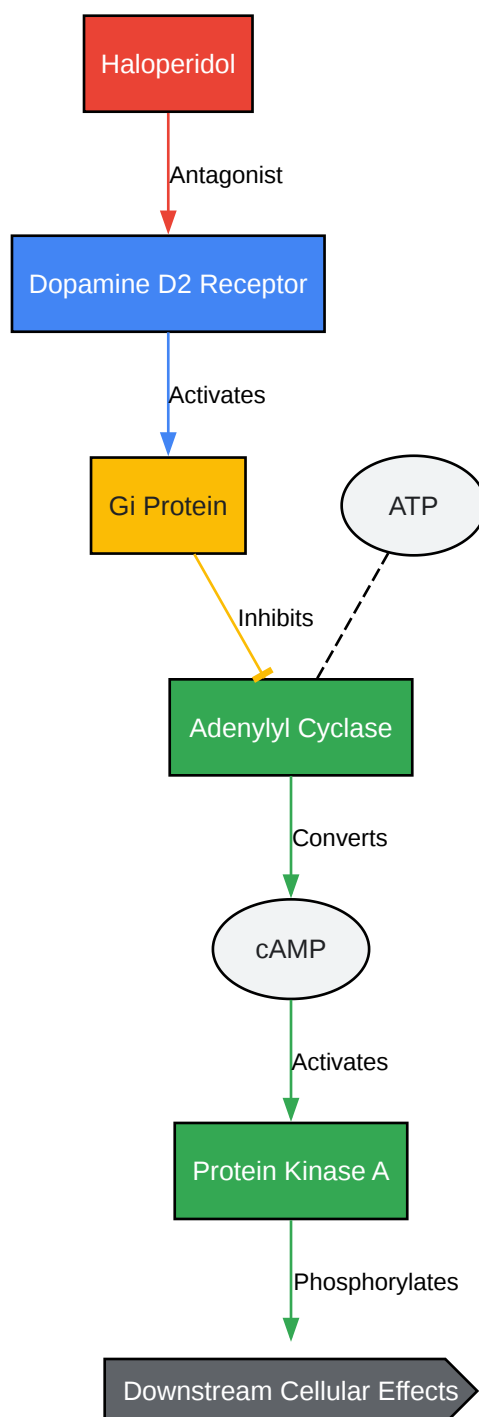 Haloperidol
Antagonist
Dopamine D2 Receptor
Activates
Gi Protein
ATP
Inhibits
Adenylyl Cyclase
Converts
cAMP
Activates
Protein Kinase A
Phosphorylates
Downstream Cellular Effects